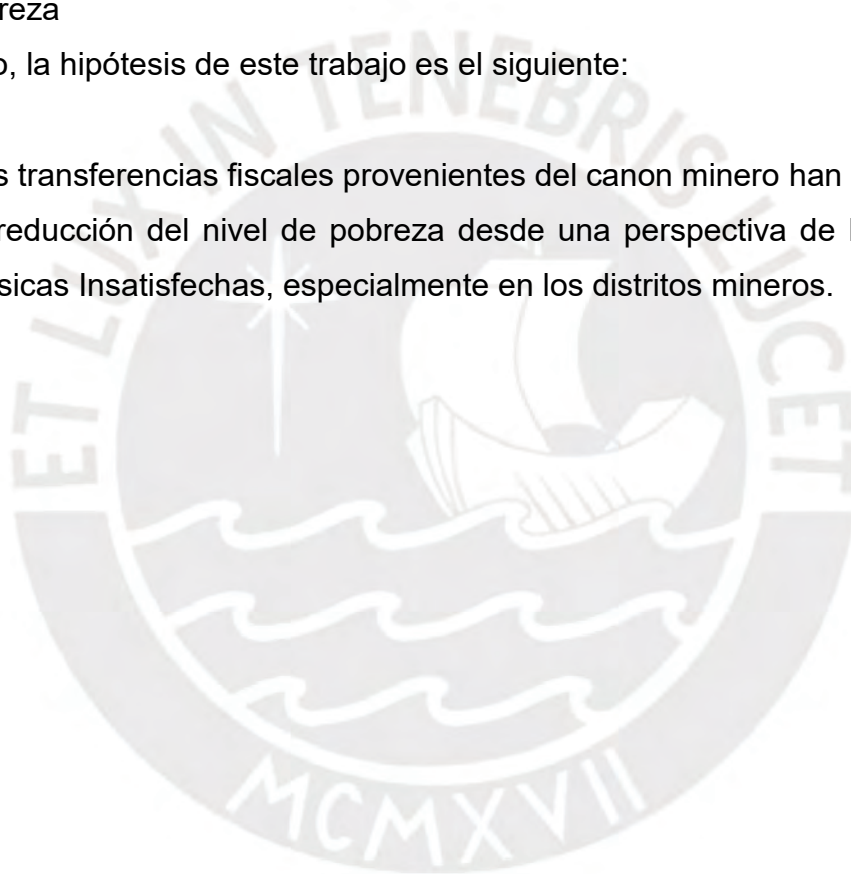 reza
o, la hipótesis de este trabajo es el siguiente:
s transferencias fiscales provenientes del canon minero han
reducción del nivel de pobreza desde una perspectiva de
sicas Insatisfechas, especialmente en los distritos mineros.
ET LUX IN TENEBRIS LUCET
MCMXVII